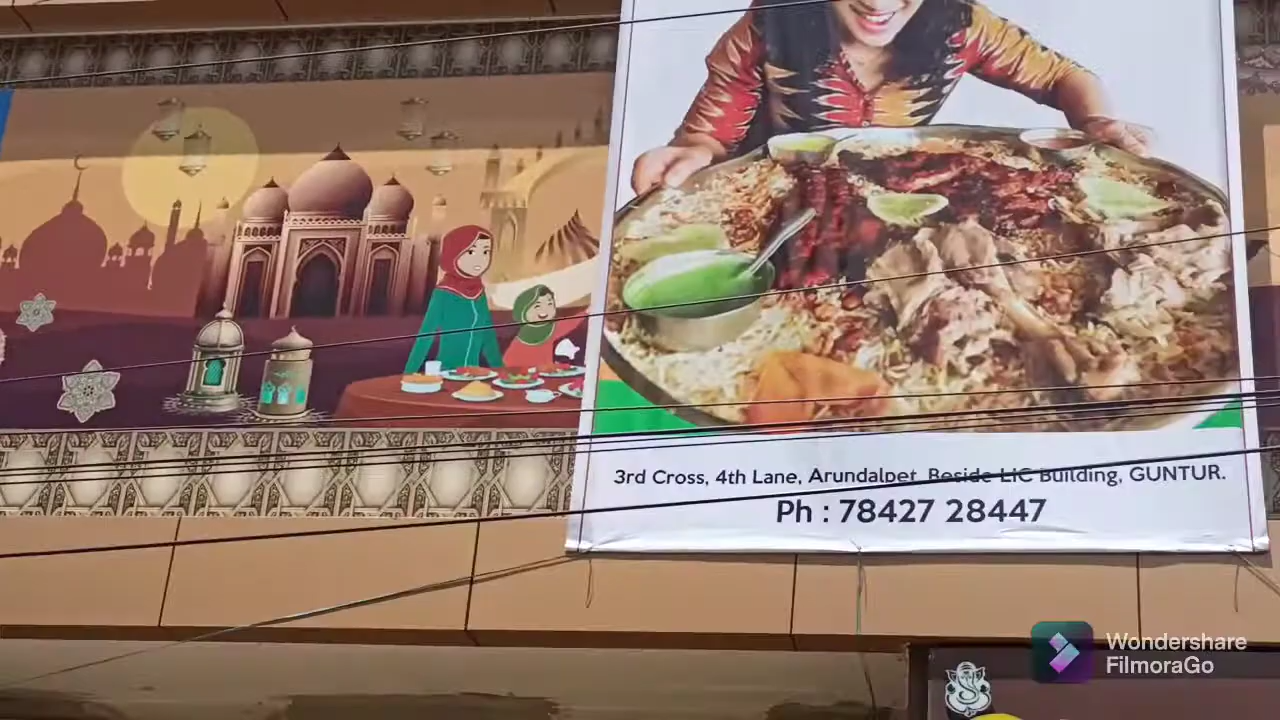 3rd Cross, 4th Lane, Arundalpet, Beside LIC Building, GUNTUR.
Ph : 78427 28447
Wondershare
FilmoraGo